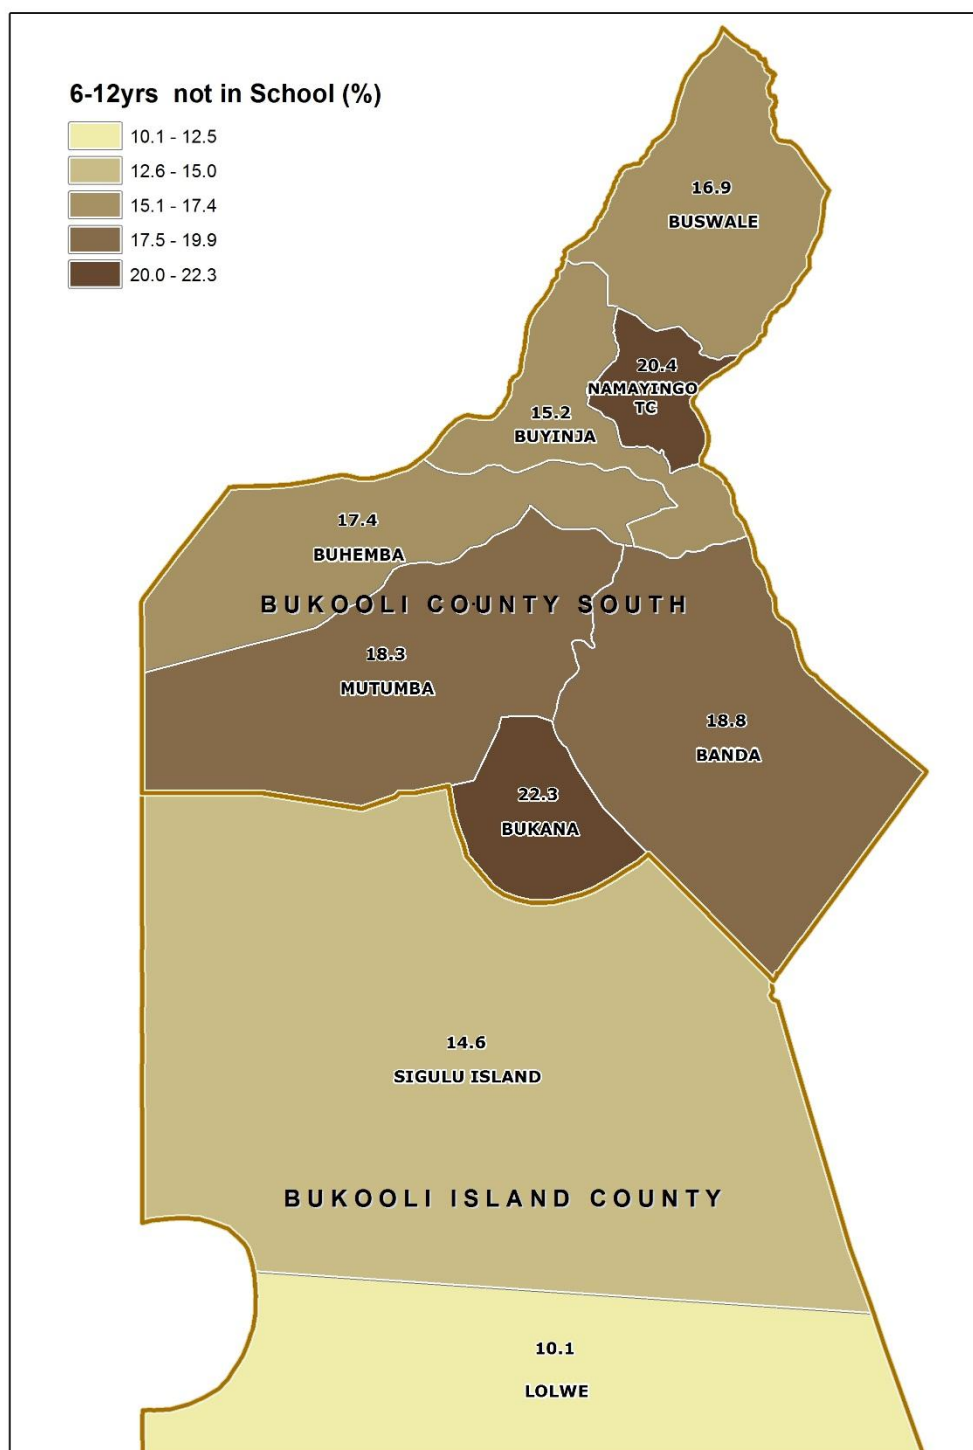 6-12yrs not in School (%)
10.1 - 12.5
12.6 - 15.0
15.1 - 17.4
17.5 - 19.9
20.0 - 22.3
16.9
BUSWALE
20.4
NAMAYINGO
TC
15.2
BUYINJA
17.4
BUHEMBA
BUKOOLI COUNTY SOUTH
18.3
MUTUMBA
18.8
BANDA
22.3
BUKANA
14.6
SIGULU ISLAND
BUKOOLI ISLAND COUNTY
10.1
LOLWE